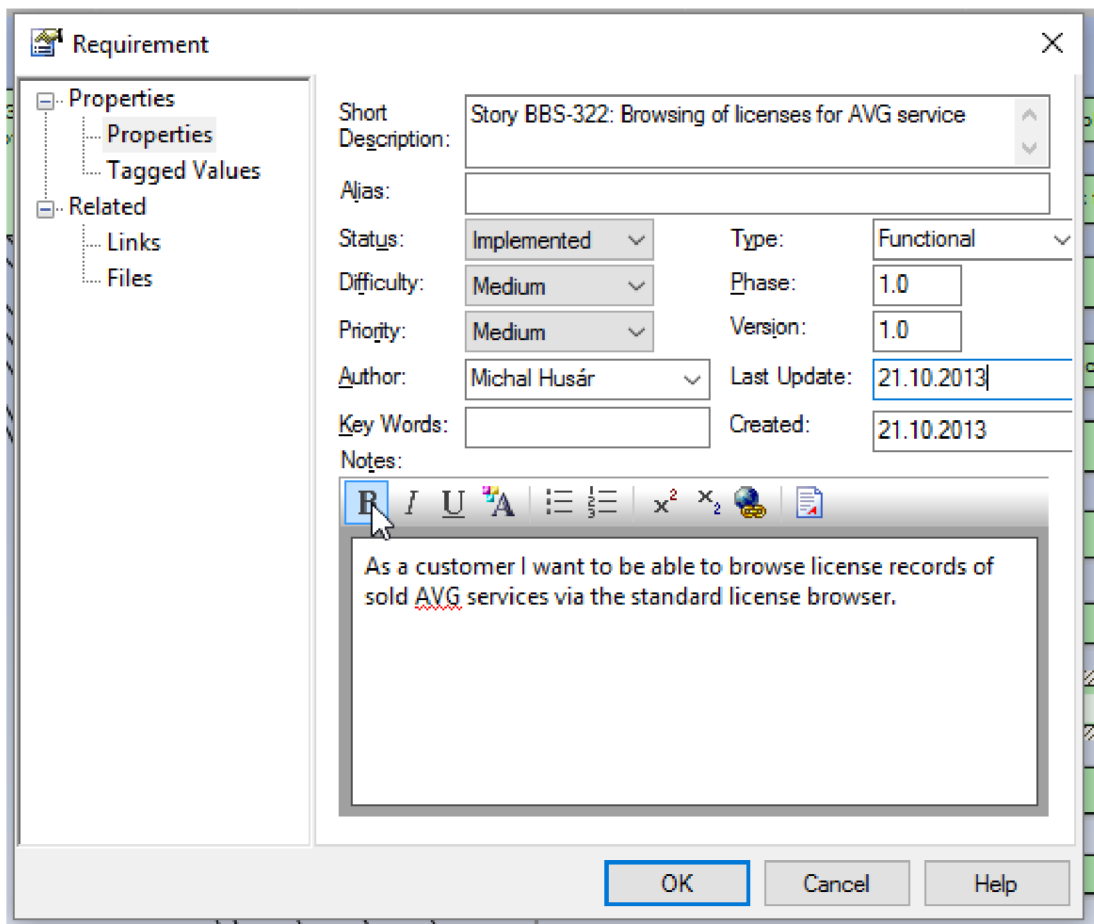 Requirement
Properties
Properties
Tagged Values
Related
Links
Files
Short Description: Story BBS-322: Browsing of licenses for AVG service
Alias:
Status: Implemented Type: Functional
Difficulty: Medium Phase: 1.0
Priority: Medium Version: 1.0
Author: Michal Husár Last Update: 21.10.2013
Key Words: Created: 21.10.2013
Notes:
B I U A x² x₂
As a customer I want to be able to browse license records of
sold AVG services via the standard license browser.
OK Cancel Help